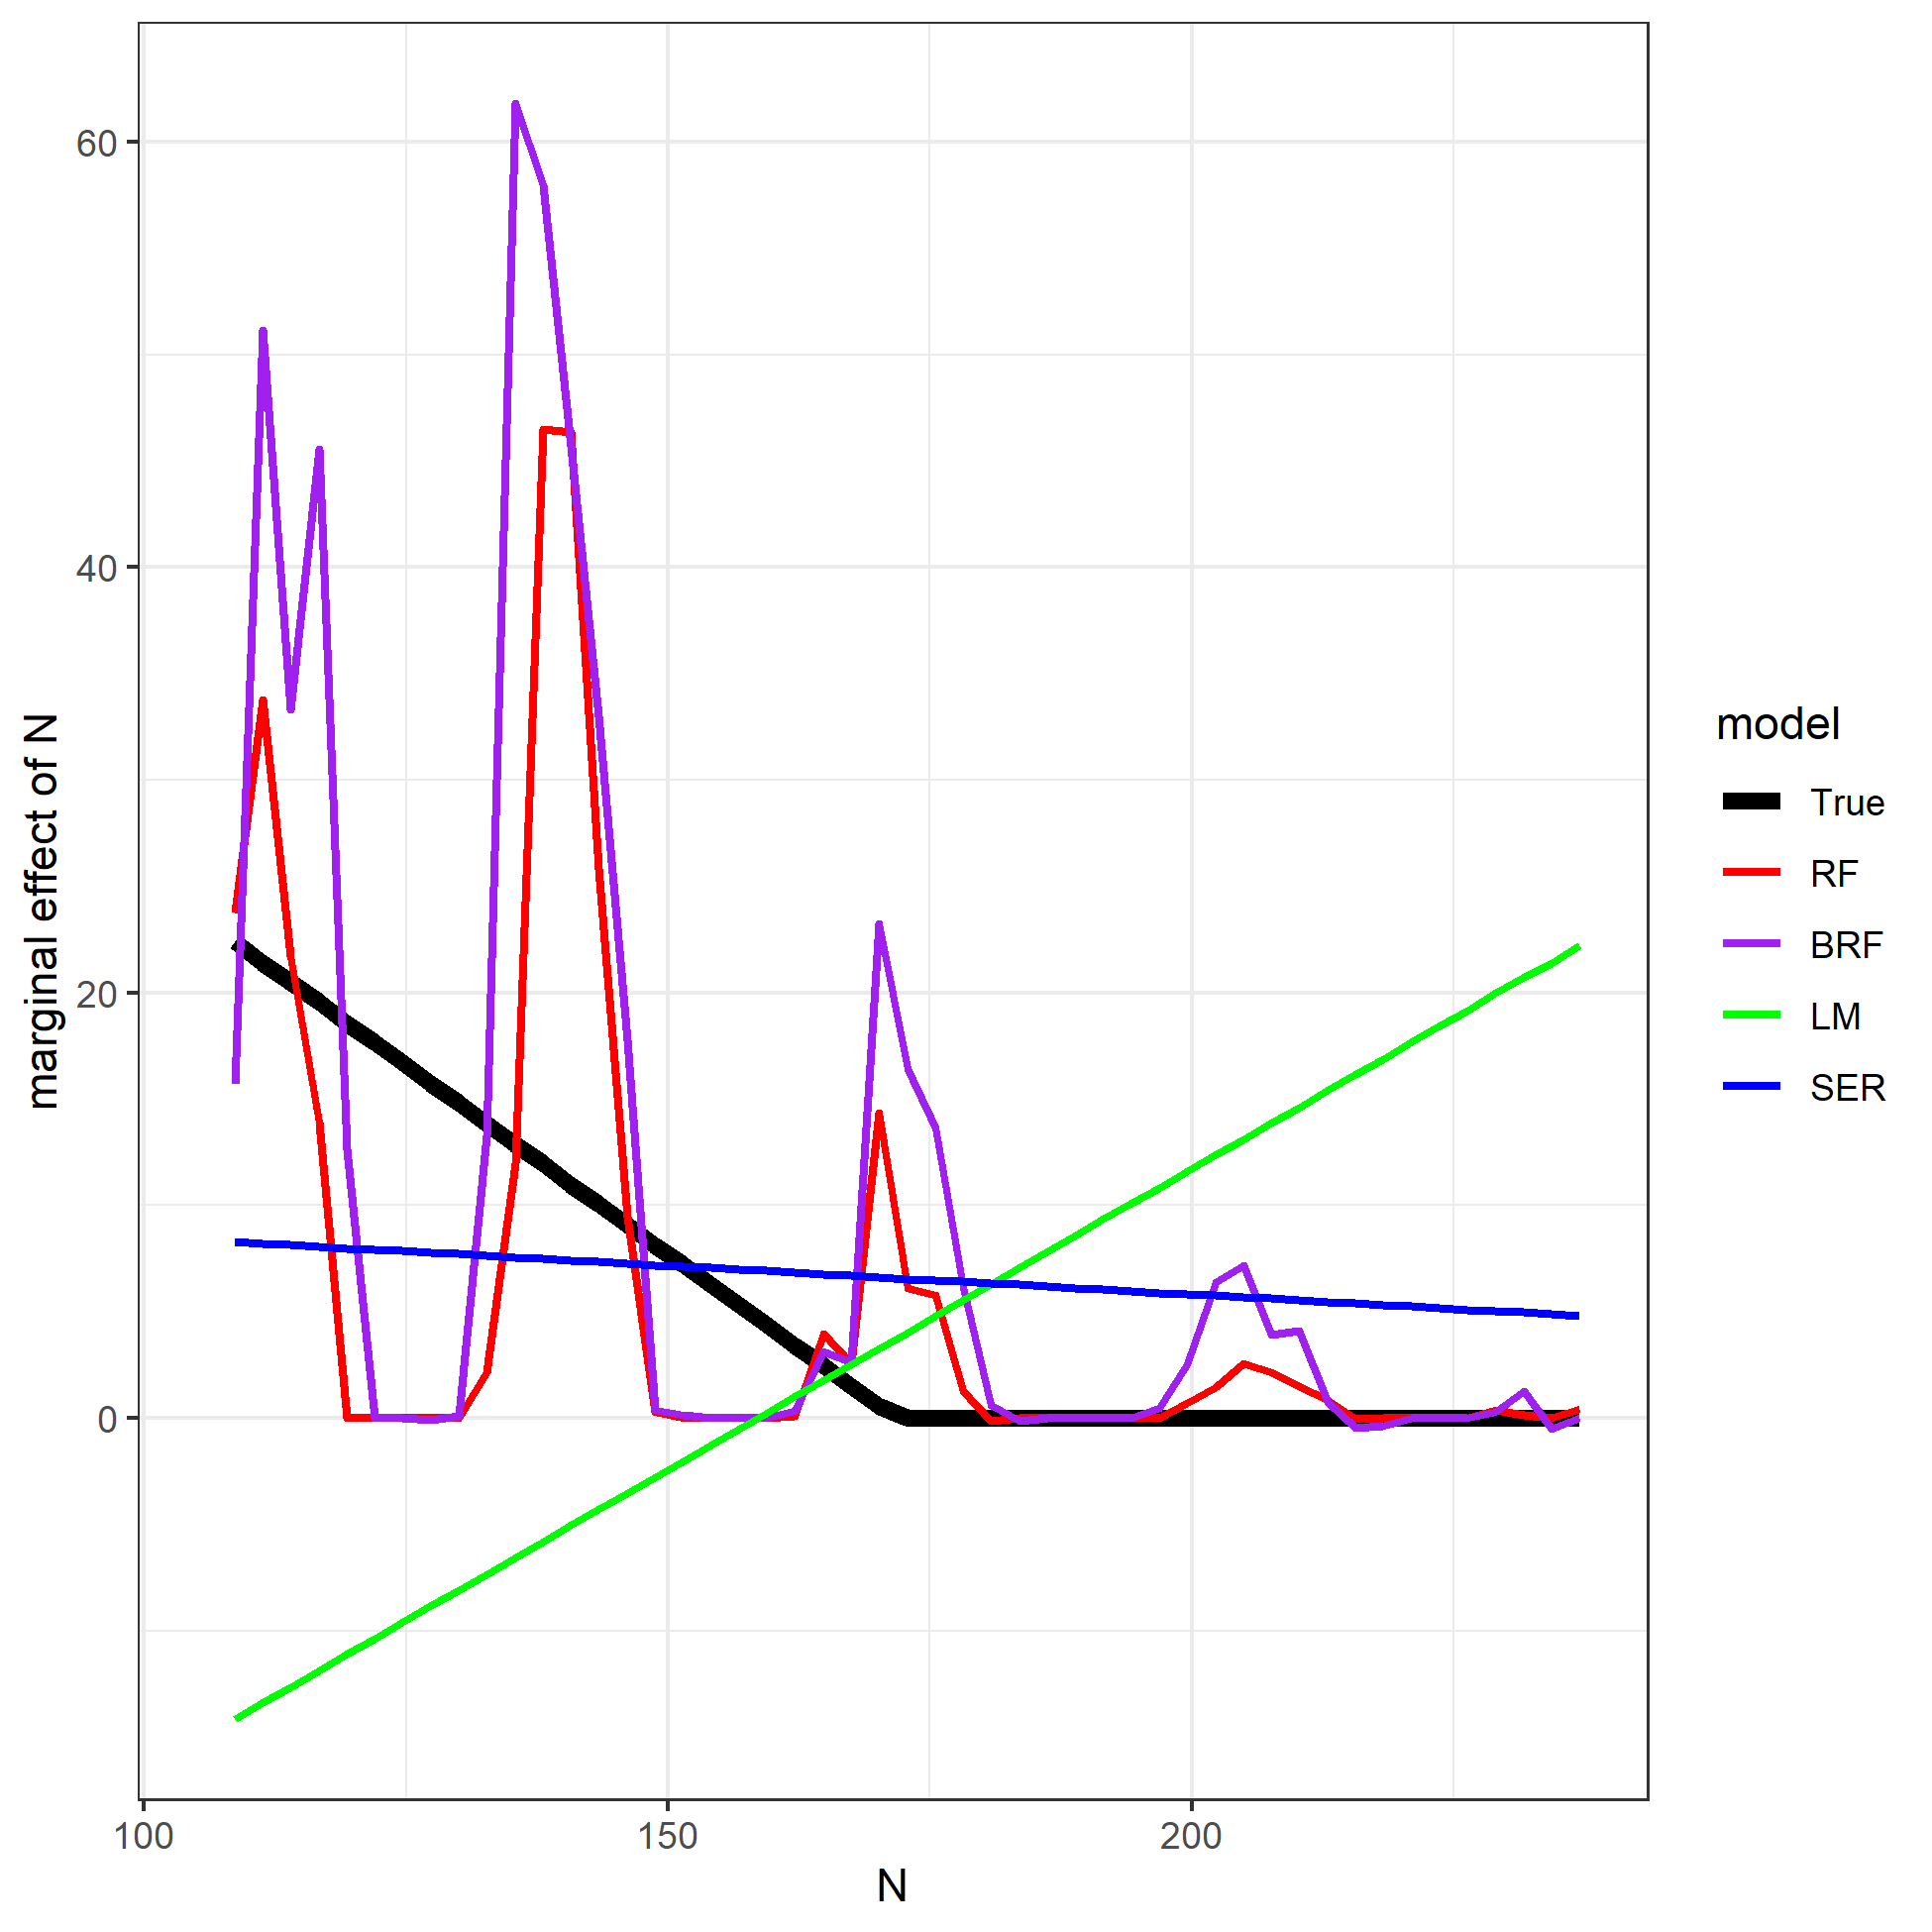 60
40
20
0
marginal effect of N
100
150
200
N
model
True
RF
BRF
LM
SER